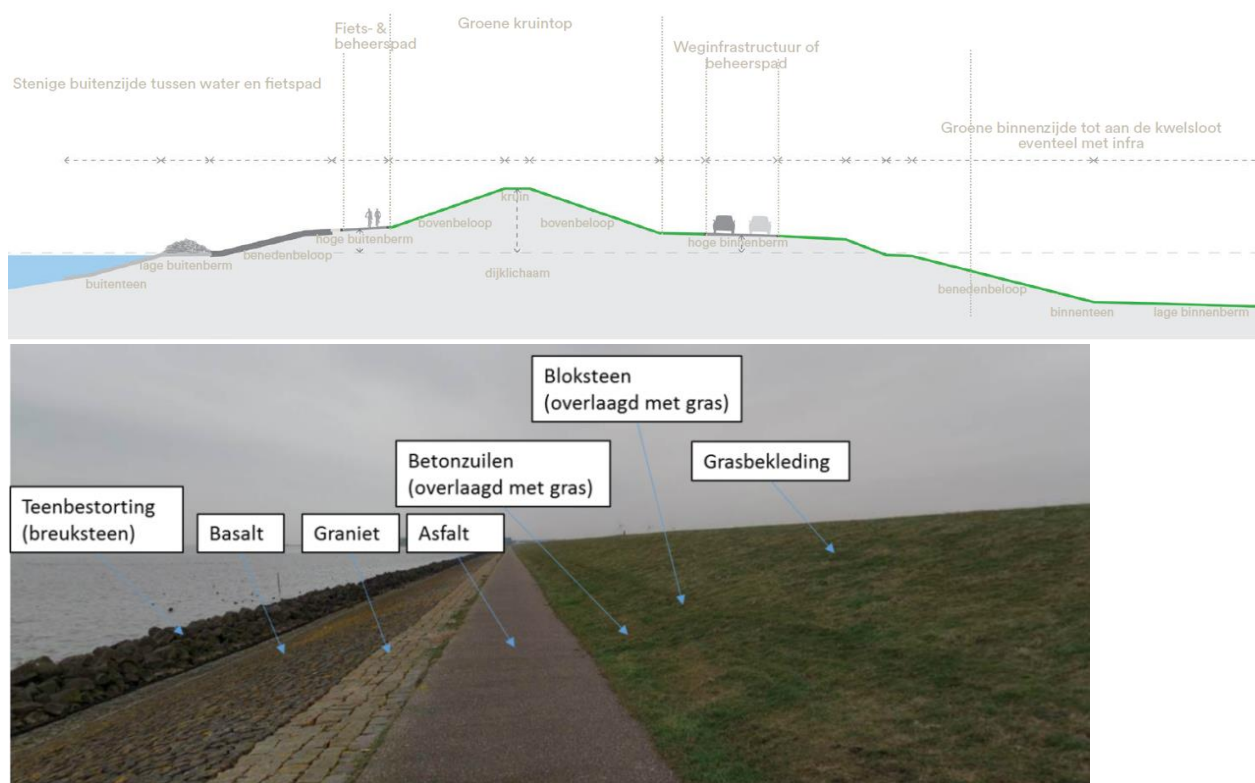 Fiets- &
beheerspad
Groene kruintop
Weginfrastructuur of
beheerspad
Stenige buitenzijde tussen water en fietspad
Groene binnenzijde tot aan de kwelsloot
eventeel met infra
kruin
bovenbeloop
bovenbeloop
hoge buitenberm
hoge binnenberm
benedenbeloop
lage buitenberm
buitenteen
dijklichaam
benedenbeloop
binnenteen
lage binnenberm
Bloksteen
(overlaagd met gras)
Betonzuilen
(overlaagd met gras)
Grasbekleding
Teenbestorting
(breuksteen)
Basalt
Graniet
Asfalt